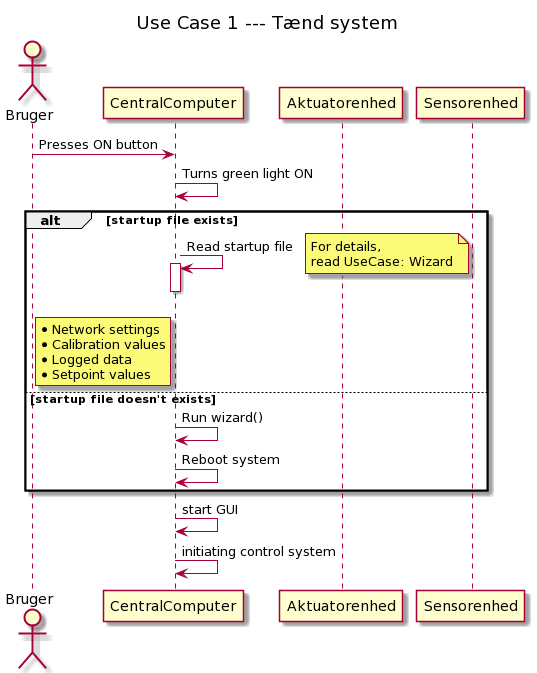 Use Case 1 --- Tænd system
Bruger
CentralComputer
Aktuatorenhed
Sensorenhed
Presses ON button
Turns green light ON
alt
[startup file exists]
Read startup file
For details,
read UseCase: Wizard
• Network settings
• Calibration values
• Logged data
• Setpoint values
[startup file doesn't exists]
Run wizard()
Reboot system
start GUI
initiating control system
Bruger
CentralComputer
Aktuatorenhed
Sensorenhed